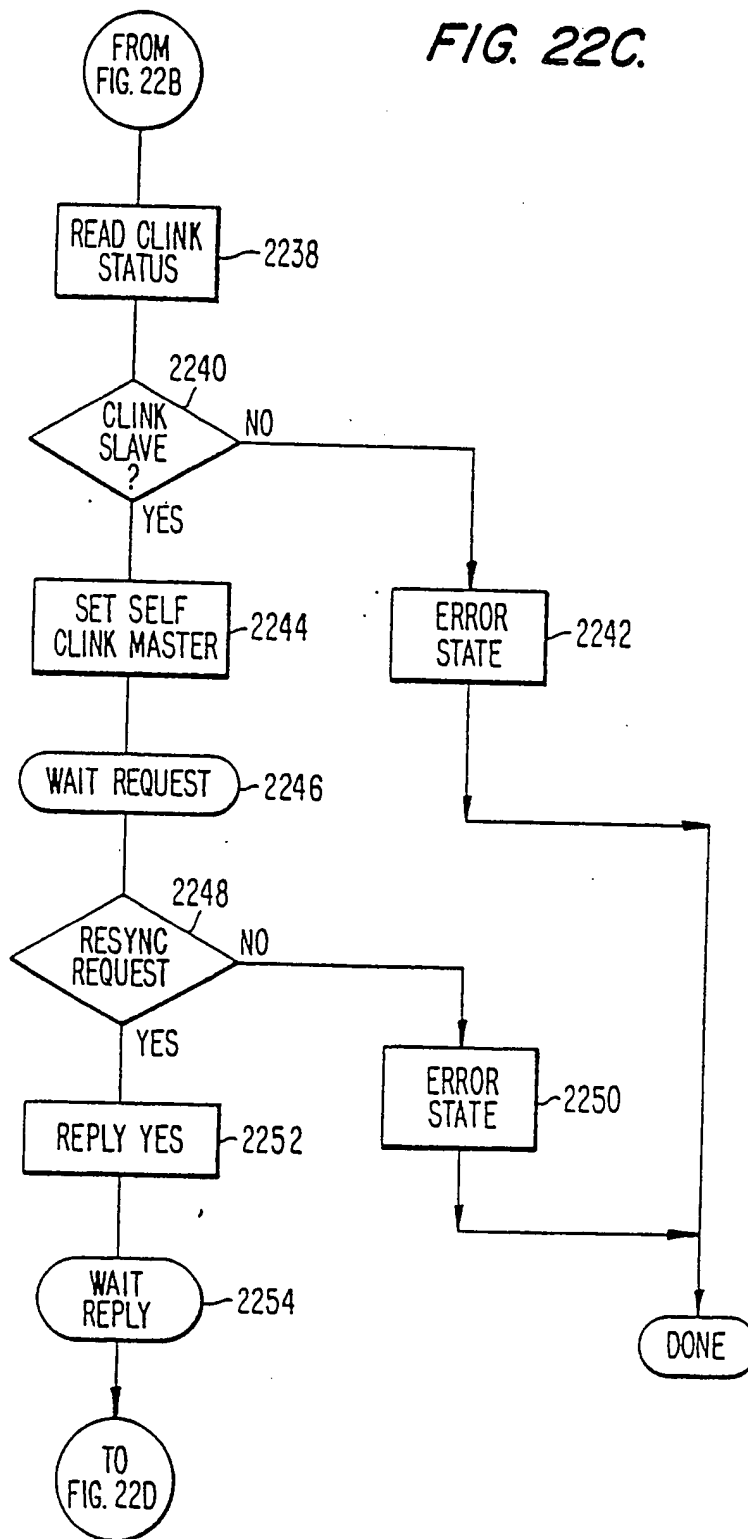 FIG. 22C.
FROM
FIG. 22B
READ CLINK
STATUS
2238
2240
CLINK
SLAVE
?
NO
YES
SET SELF
CLINK MASTER
2244
ERROR
STATE
2242
WAIT REQUEST
2246
2248
RESYNC
REQUEST
NO
YES
ERROR
STATE
2250
REPLY YES
2252
WAIT
REPLY
2254
DONE
TO
FIG. 22D